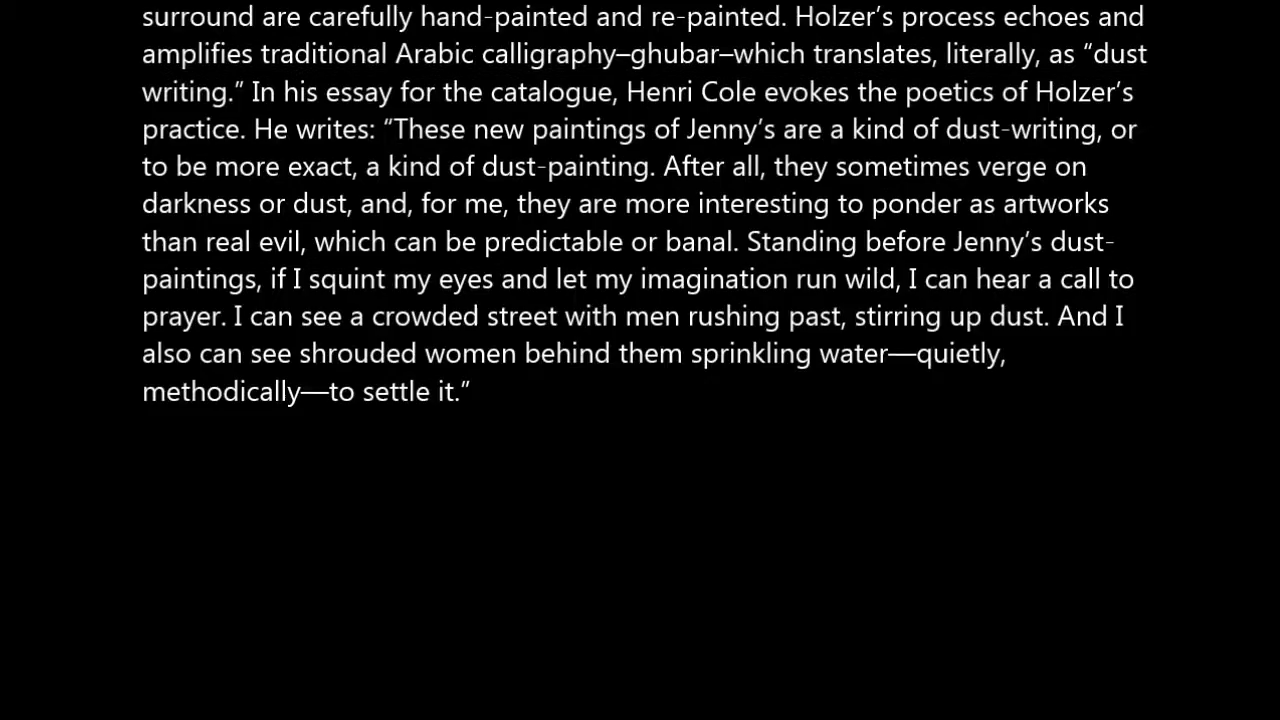 surround are carefully hand-painted and re-painted. Holzer’s process echoes and
amplifies traditional Arabic calligraphy–ghubar–which translates, literally, as “dust
writing.” In his essay for the catalogue, Henri Cole evokes the poetics of Holzer’s
practice. He writes: “These new paintings of Jenny’s are a kind of dust-writing, or
to be more exact, a kind of dust-painting. After all, they sometimes verge on
darkness or dust, and, for me, they are more interesting to ponder as artworks
than real evil, which can be predictable or banal. Standing before Jenny’s dust-
paintings, if I squint my eyes and let my imagination run wild, I can hear a call to
prayer. I can see a crowded street with men rushing past, stirring up dust. And I
also can see shrouded women behind them sprinkling water—quietly,
methodically—to settle it.”